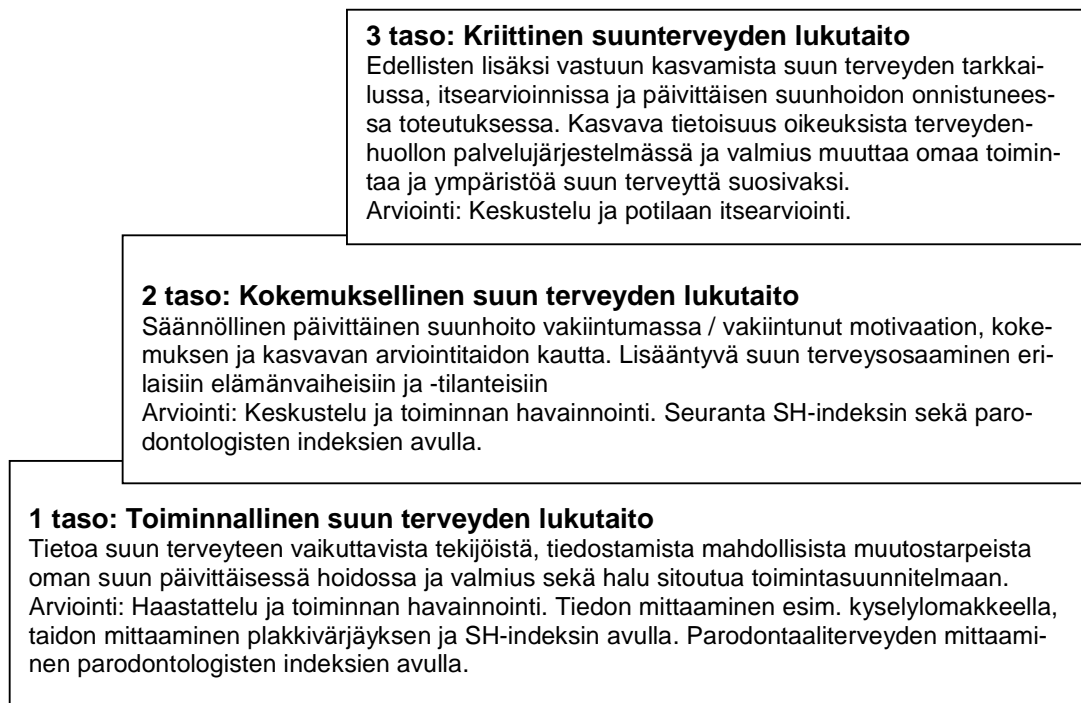 3 taso: Kriittinen suunterveyden lukutaito
Edellisten lisäksi vastuun kasvamista suun terveyden tarkkai-
lussa, itsearvioinnissa ja päivittäisen suunhoidon onnistunees-
sa toteutuksessa. Kasvava tietoisuus oikeuksista terveyden-
huollon palvelujärjestelmässä ja valmius muuttaa omaa toimin-
taa ja ympäristöä suun terveyttä suosivaksi.
Arviointi: Keskustelu ja potilaan itsearviointi.
2 taso: Kokemuksellinen suun terveyden lukutaito
Säännöllinen päivittäinen suunhoito vakiintumassa / vakiintunut motivaation, koke-
muksen ja kasvavan arviointitaidon kautta. Lisääntyvä suun terveysosaaminen eri-
laisiin elämänvaiheisiin ja -tilanteisiin
Arviointi: Keskustelu ja toiminnan havainnointi. Seuranta SH-indeksin sekä paro-
dontologisten indeksien avulla.
1 taso: Toiminnallinen suun terveyden lukutaito
Tietoa suun terveyteen vaikuttavista tekijöistä, tiedostamista mahdollisista muutostarpeista
oman suun päivittäisessä hoidossa ja valmius sekä halu sitoutua toimintasuunnitelmaan.
Arviointi: Haastattelu ja toiminnan havainnointi. Tiedon mittaaminen esim. kyselylomakkeella,
taidon mittaaminen plakkivärjäyksen ja SH-indeksin avulla. Parodontaaliterveyden mittaami-
nen parodontologisten indeksien avulla.